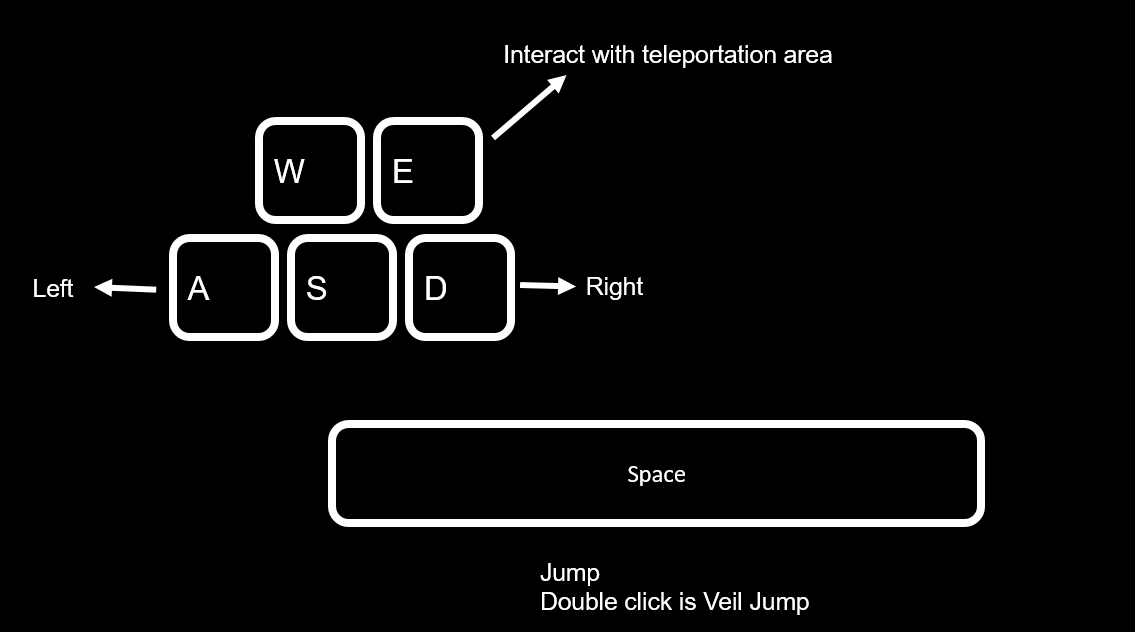 Interact with teleportation area
W E
Left A S D Right
Space
Jump
Double click is Veil Jump